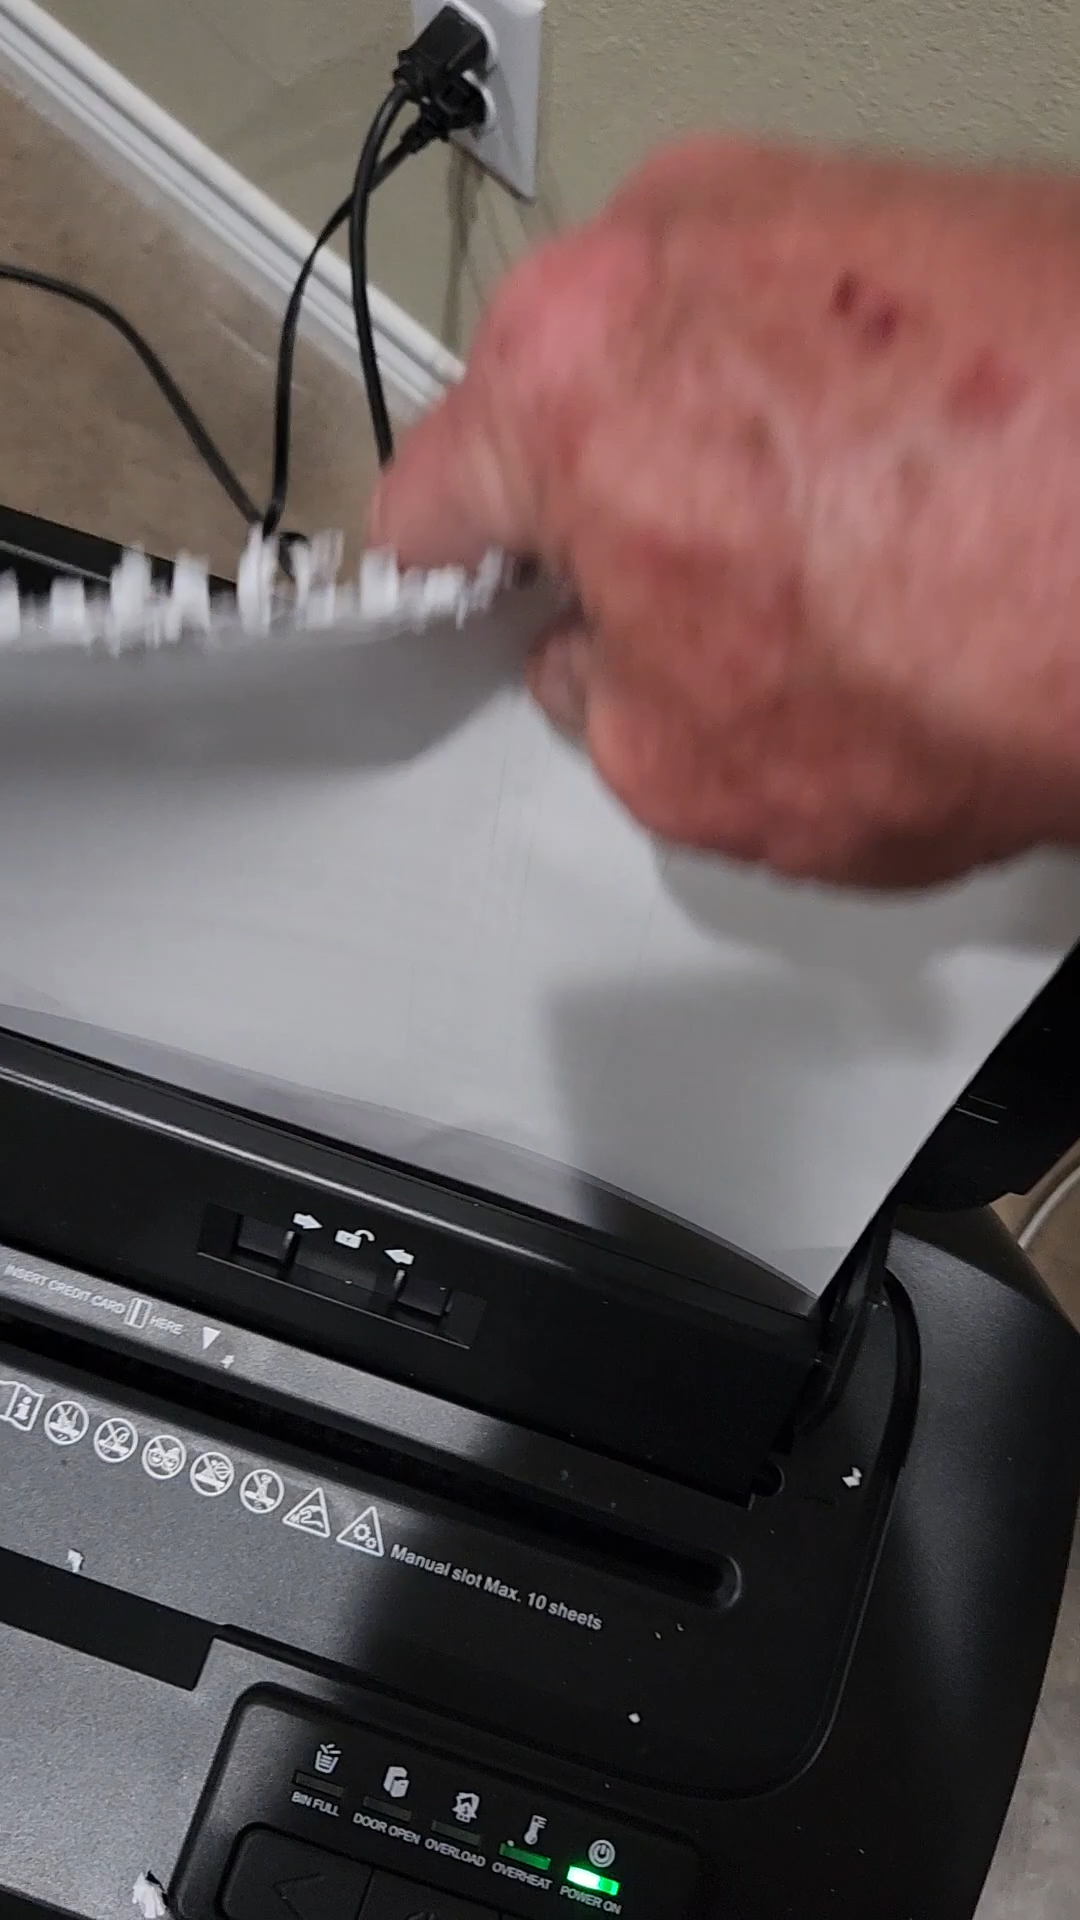 INSERT CREDIT CARD HERE
Manual slot Max. 10 sheets
BIN FULL
DOOR OPEN
OVERLOAD
OVERHEAT
POWER ON